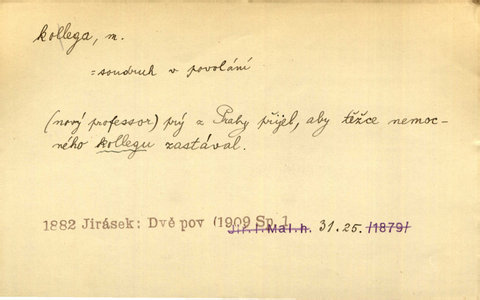 kollega, m.
= soudruh v povolání
(nový professor) prý z Prahy přijel, aby těžce nemoc-
ného kollegu zastával.
1882 Jirásek: Dvě pov (1909 Sp. 1
Jir. I. Mal. h. 31. 25. /1879/